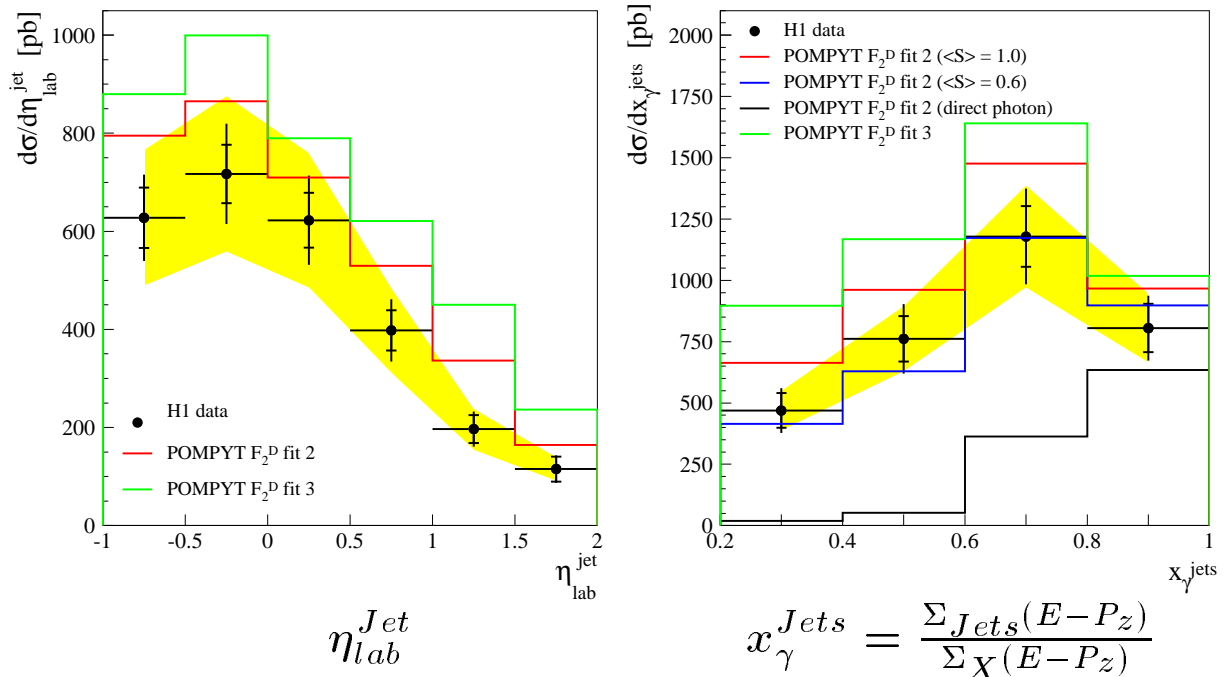 dσ/dη_lab^jet [pb]
1000
800
600
400
200
0
H1 data
POMPYT F₂ᴰ fit 2
POMPYT F₂ᴰ fit 3
-1 -0.5 0 0.5 1 1.5 2
η_lab^jet
η_lab^Jet
dσ/dx_γ^jets [pb]
2000
1750
1500
1250
1000
750
500
250
0
H1 data
POMPYT F₂ᴰ fit 2 (<S> = 1.0)
POMPYT F₂ᴰ fit 2 (<S> = 0.6)
POMPYT F₂ᴰ fit 2 (direct photon)
POMPYT F₂ᴰ fit 3
0.2 0.4 0.6 0.8 1
x_γ^jets
x_γ^Jets = Σ_Jets(E−P_z) / Σ_X(E−P_z)